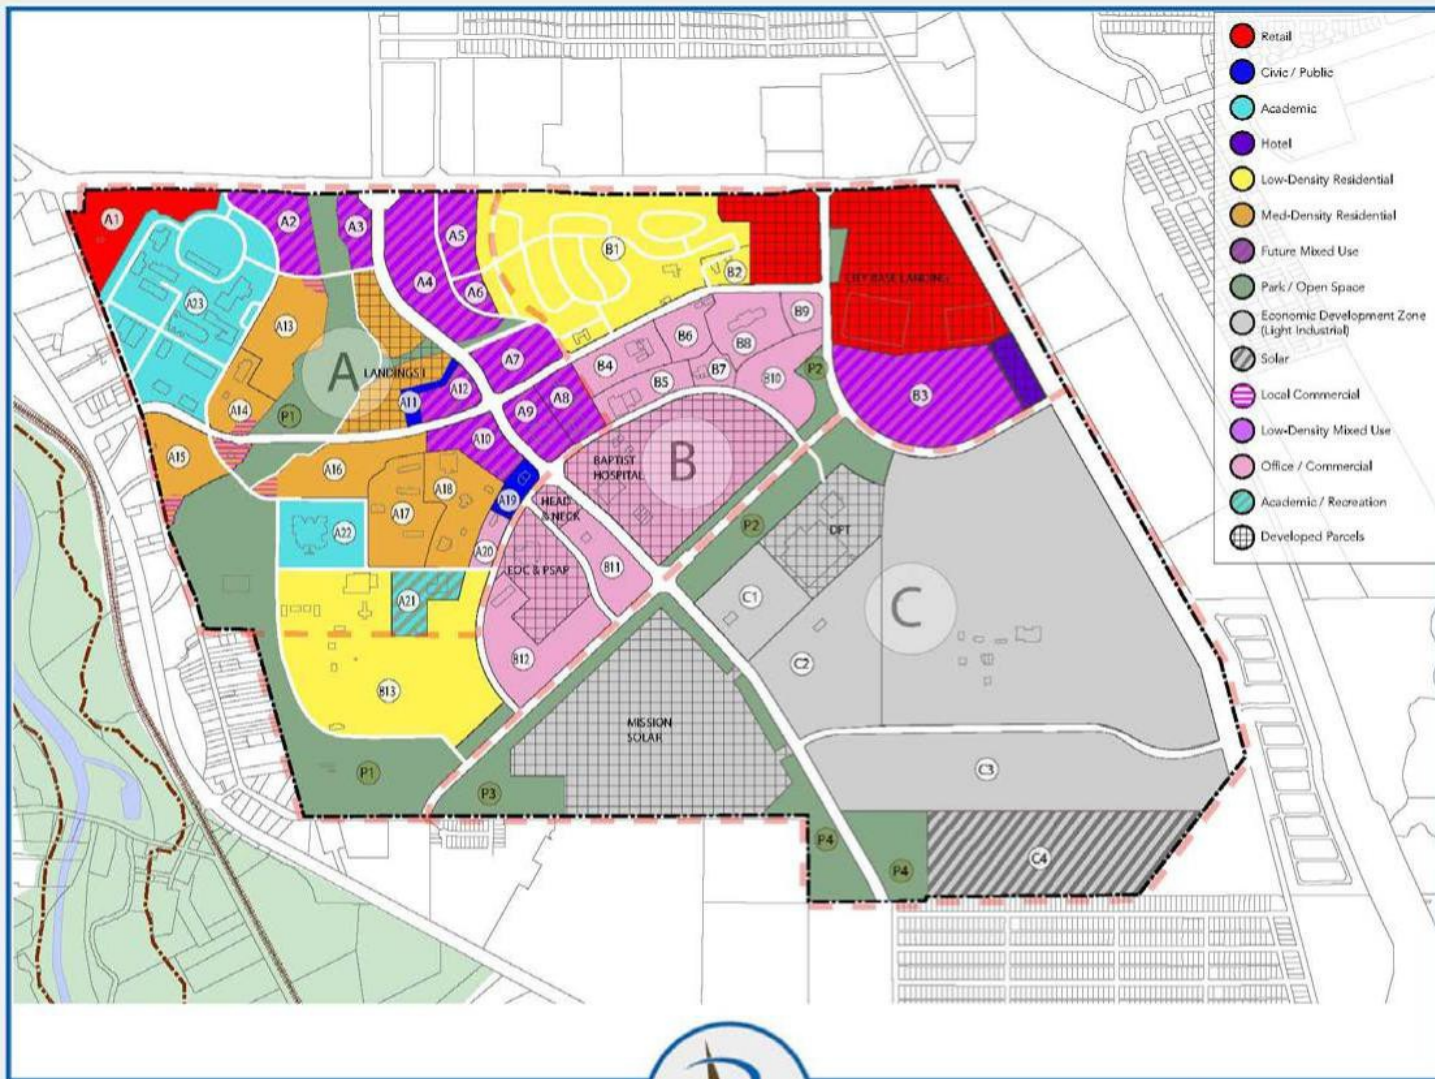 Retail
Civic / Public
Academic
Hotel
Low-Density Residential
Med-Density Residential
Future Mixed Use
Park / Open Space
Economic Development Zone
(Light Industrial)
Solar
Local Commercial
Low-Density Mixed Use
Office / Commercial
Academic / Recreation
Developed Parcels
A1
A2
A3
A5
B1
B2
A4
A6
CITY BASE LANDING
A23
A13
B9
B6
B8
A7
B4
B7
B10
P2
B5
A
LANDINGS I
A12
A8
B3
A11
A9
A14
P1
A10
A15
A16
BAPTIST
HOSPITAL
B
A18
A19
HEAD
& NECK
A17
A22
P2
DFT
A20
EDC & PSAP
B11
A21
C1
C
B12
C2
B13
MISSION
SOLAR
P1
P3
C3
P4
C4
P4